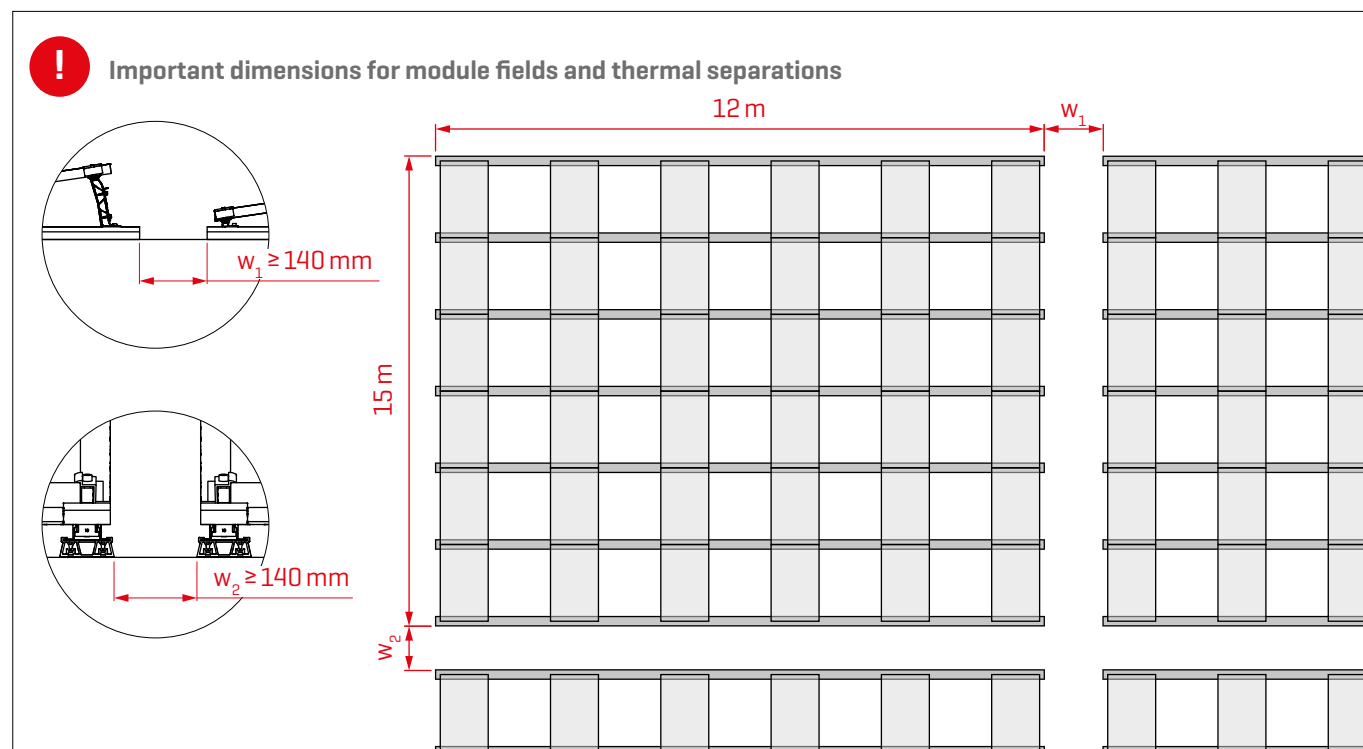 !
Important dimensions for module fields and thermal separations
12 m
w₁
w₁ ≥ 140 mm
15 m
w₂ ≥ 140 mm
w₂